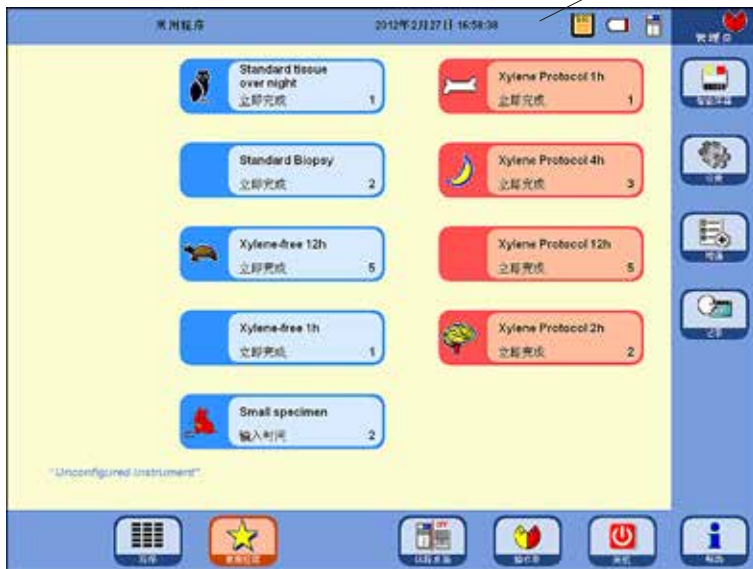 常用程序
2012年2月27日 16:58:38
管理员
Standard tissue
over night
立即完成
1
Xylene Protocol 1h
立即完成
1
Standard Biopsy
立即完成
2
Xylene Protocol 4h
立即完成
3
Xylene-free 12h
立即完成
5
Xylene Protocol 12h
立即完成
5
Xylene-free 1h
立即完成
1
Xylene Protocol 2h
立即完成
2
Small specimen
输入时间
2
"Unconfigured Instrument"